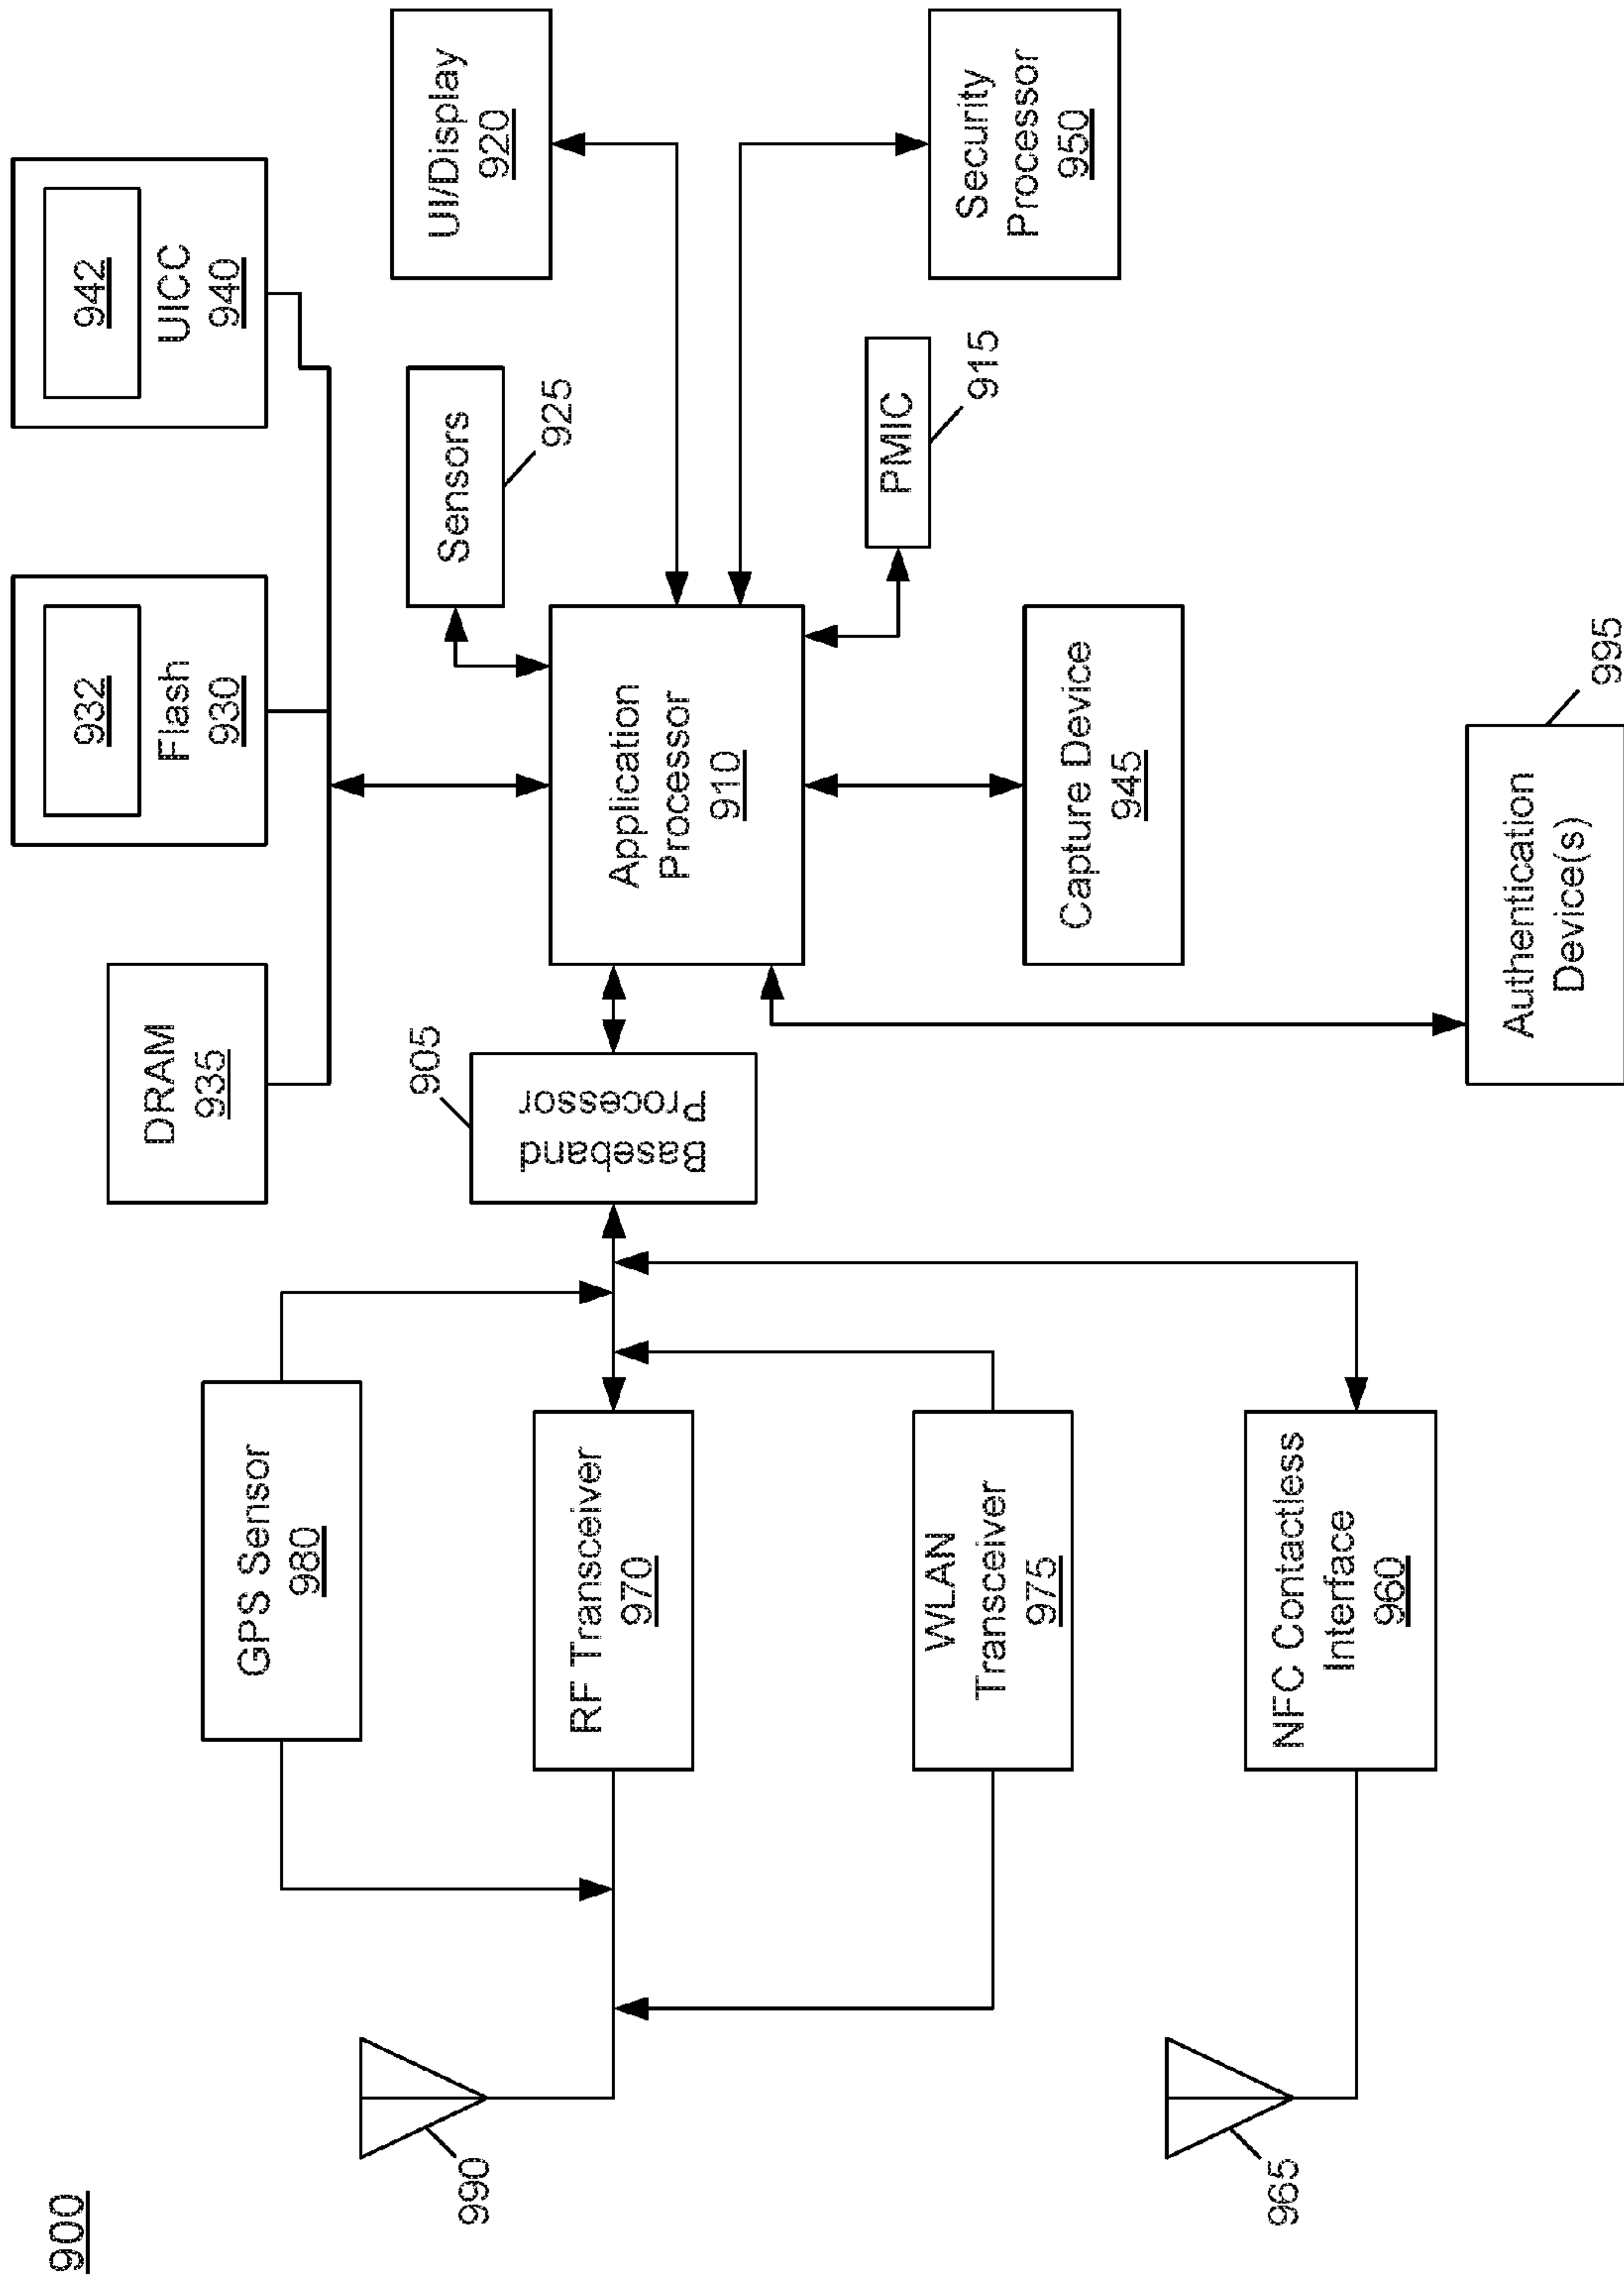 900
DRAM
935
932
Flash
930
942
UICC
940
Sensors
925
UI/Display
920
905
Baseband
Processor
Application
Processor
910
PMIC
915
Security
Processor
950
Capture Device
945
Authentication
Device(s)
995
GPS Sensor
980
RF Transceiver
970
WLAN
Transceiver
975
NFC Contactless
Interface
960
990
965